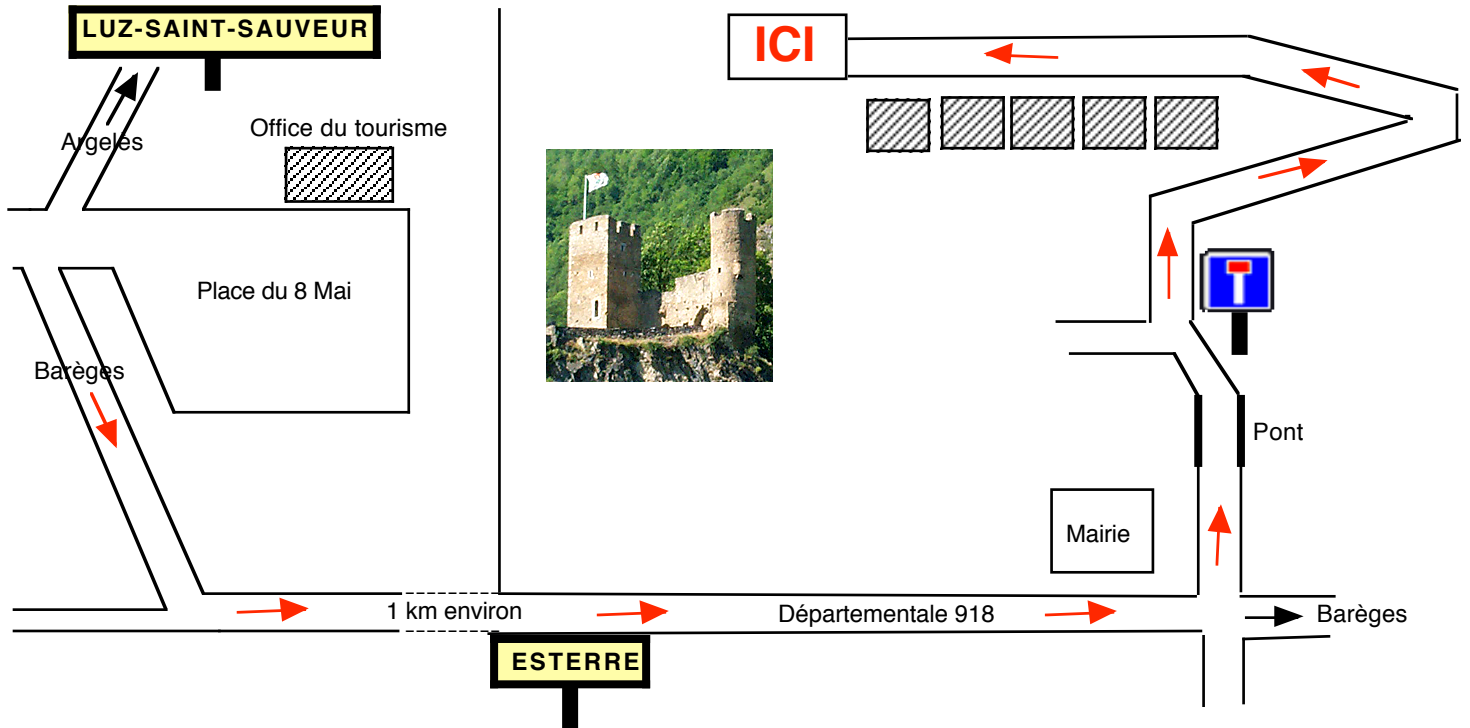 LUZ-SAINT-SAUVEUR
ICI
Office du tourisme
Argelès
Place du 8 Mai
Barèges
Pont
Mairie
1 km environ
Départementale 918
Barèges
ESTERRE